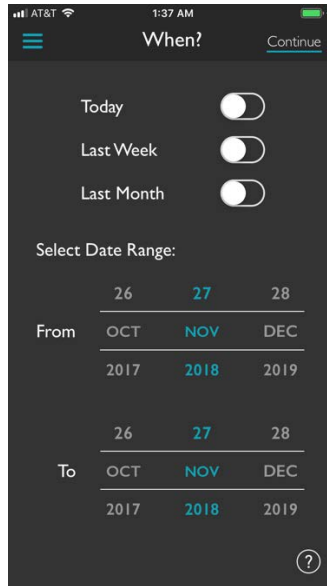 AT&T 1:37 AM
When? Continue
Today
Last Week
Last Month
Select Date Range:
26 27 28
From OCT NOV DEC
2017 2018 2019
26 27 28
To OCT NOV DEC
2017 2018 2019
?